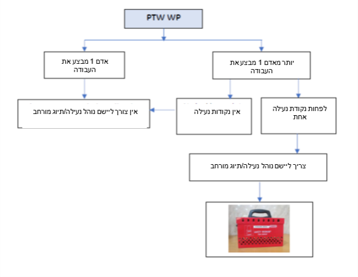 PTW WP
אדם 1 מבצע את
העבודה
יותר מאדם 1 מבצע את
העבודה
אין צורך ליישם נוהל נעילה/תיוג מורחב
אין נקודות נעילה
לפחות נקודת נעילה
אחת
צריך ליישם נוהל נעילה/תיוג מורחב